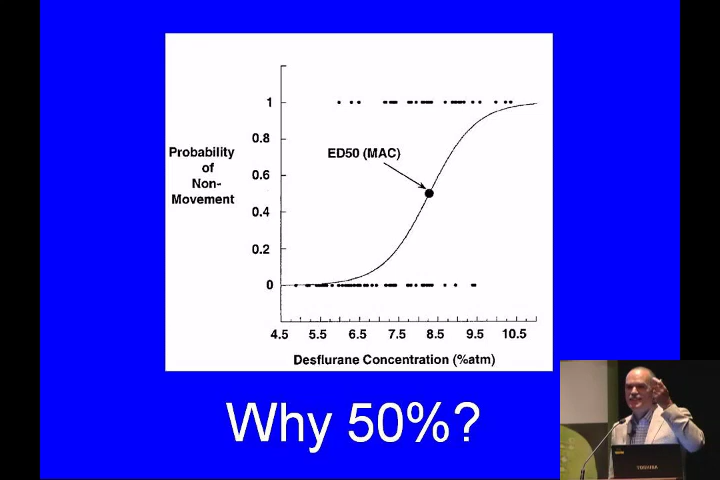 Probability
of
Non-
Movement
1
0.8
0.6
0.4
0.2
0
ED50 (MAC)
4.5 5.5 6.5 7.5 8.5 9.5 10.5
Desflurane Concentration (%atm)
Why 50%?
TOSHIBA